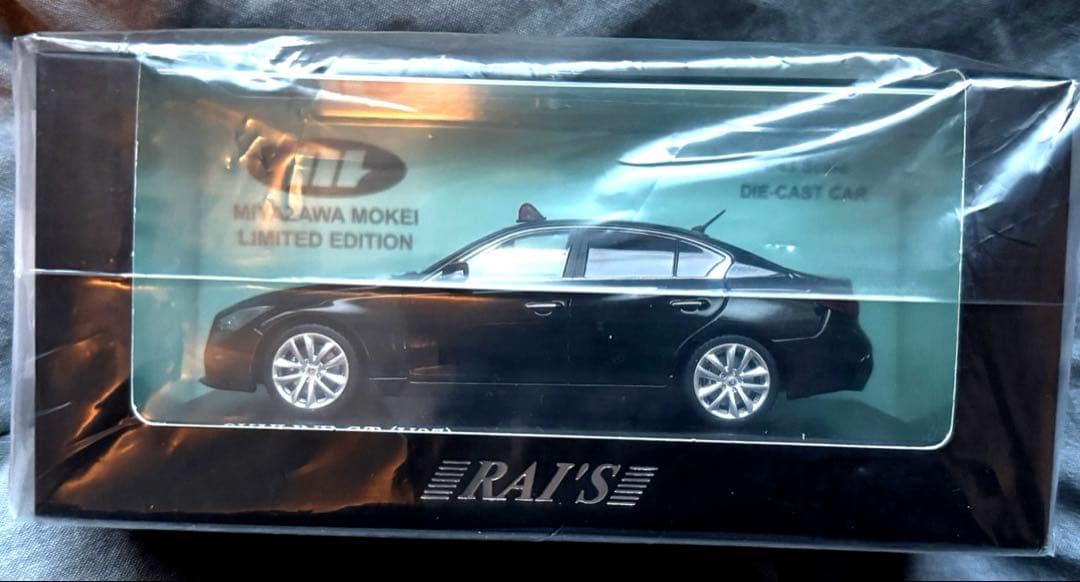 MIYAZAWA MOKEI
LIMITED EDITION
DIE-CAST CAR
RAI'S